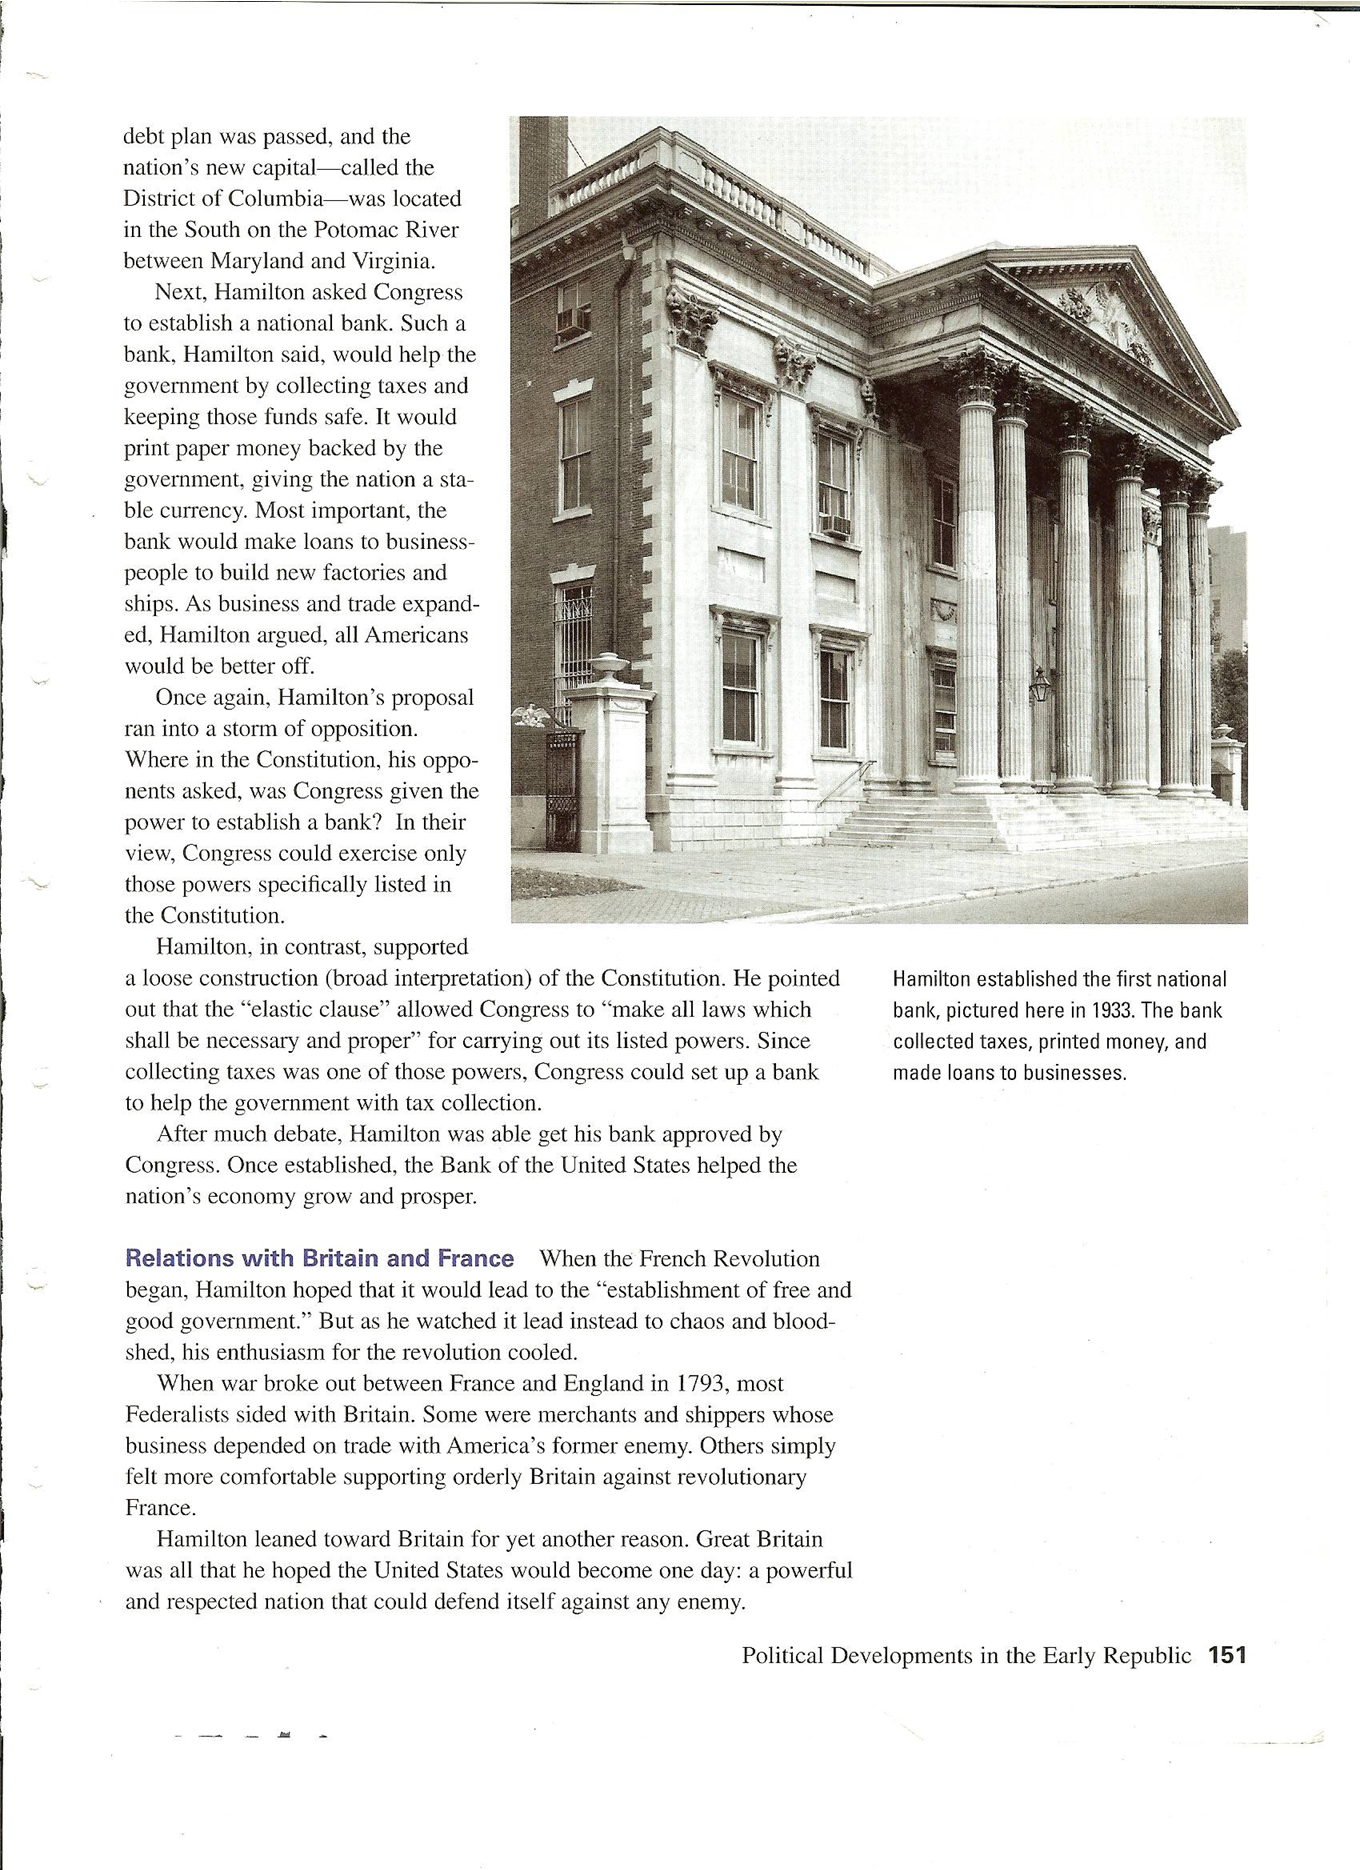 debt plan was passed, and the
nation's new capital—called the
District of Columbia—was located
in the South on the Potomac River
between Maryland and Virginia.
Next, Hamilton asked Congress
to establish a national bank. Such a
bank, Hamilton said, would help the
government by collecting taxes and
keeping those funds safe. It would
print paper money backed by the
government, giving the nation a sta-
ble currency. Most important, the
bank would make loans to business-
people to build new factories and
ships. As business and trade expand-
ed, Hamilton argued, all Americans
would be better off.
Once again, Hamilton's proposal
ran into a storm of opposition.
Where in the Constitution, his oppo-
nents asked, was Congress given the
power to establish a bank? In their
view, Congress could exercise only
those powers specifically listed in
the Constitution.
Hamilton, in contrast, supported
a loose construction (broad interpretation) of the Constitution. He pointed
out that the “elastic clause” allowed Congress to “make all laws which
shall be necessary and proper” for carrying out its listed powers. Since
collecting taxes was one of those powers, Congress could set up a bank
to help the government with tax collection.
After much debate, Hamilton was able get his bank approved by
Congress. Once established, the Bank of the United States helped the
nation's economy grow and prosper.
Hamilton established the first national
bank, pictured here in 1933. The bank
collected taxes, printed money, and
made loans to businesses.
Relations with Britain and France When the French Revolution
began, Hamilton hoped that it would lead to the “establishment of free and
good government.” But as he watched it lead instead to chaos and blood-
shed, his enthusiasm for the revolution cooled.
When war broke out between France and England in 1793, most
Federalists sided with Britain. Some were merchants and shippers whose
business depended on trade with America's former enemy. Others simply
felt more comfortable supporting orderly Britain against revolutionary
France.
Hamilton leaned toward Britain for yet another reason. Great Britain
was all that he hoped the United States would become one day: a powerful
and respected nation that could defend itself against any enemy.
Political Developments in the Early Republic 151